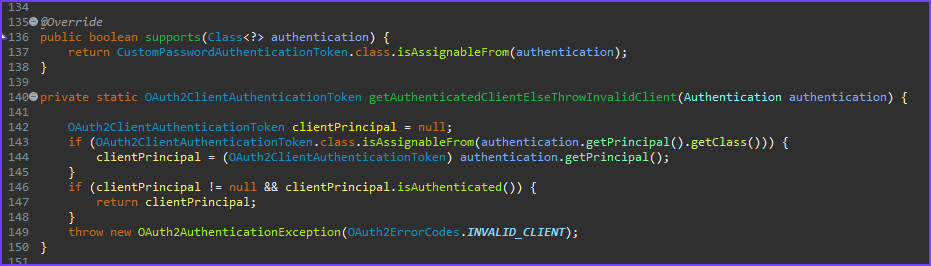 134
135 @Override
136 public boolean supports(Class<?> authentication) {
137     return CustomPasswordAuthenticationToken.class.isAssignableFrom(authentication);
138 }
139
140 private static OAuth2ClientAuthenticationToken getAuthenticatedClientElseThrowInvalidClient(Authentication authentication) {
141
142     OAuth2ClientAuthenticationToken clientPrincipal = null;
143     if (OAuth2ClientAuthenticationToken.class.isAssignableFrom(authentication.getPrincipal().getClass())) {
144         clientPrincipal = (OAuth2ClientAuthenticationToken) authentication.getPrincipal();
145     }
146     if (clientPrincipal != null && clientPrincipal.isAuthenticated()) {
147         return clientPrincipal;
148     }
149     throw new OAuth2AuthenticationException(OAuth2ErrorCodes.INVALID_CLIENT);
150 }
151